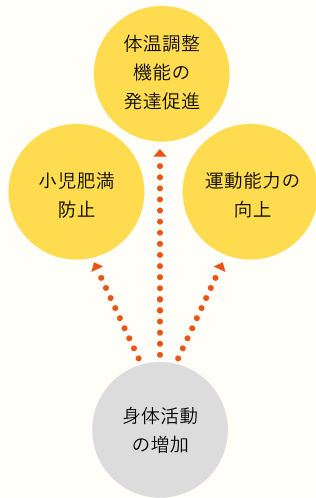 体温調整
機能の
発達促進
小児肥満
防止
運動能力の
向上
身体活動
の増加